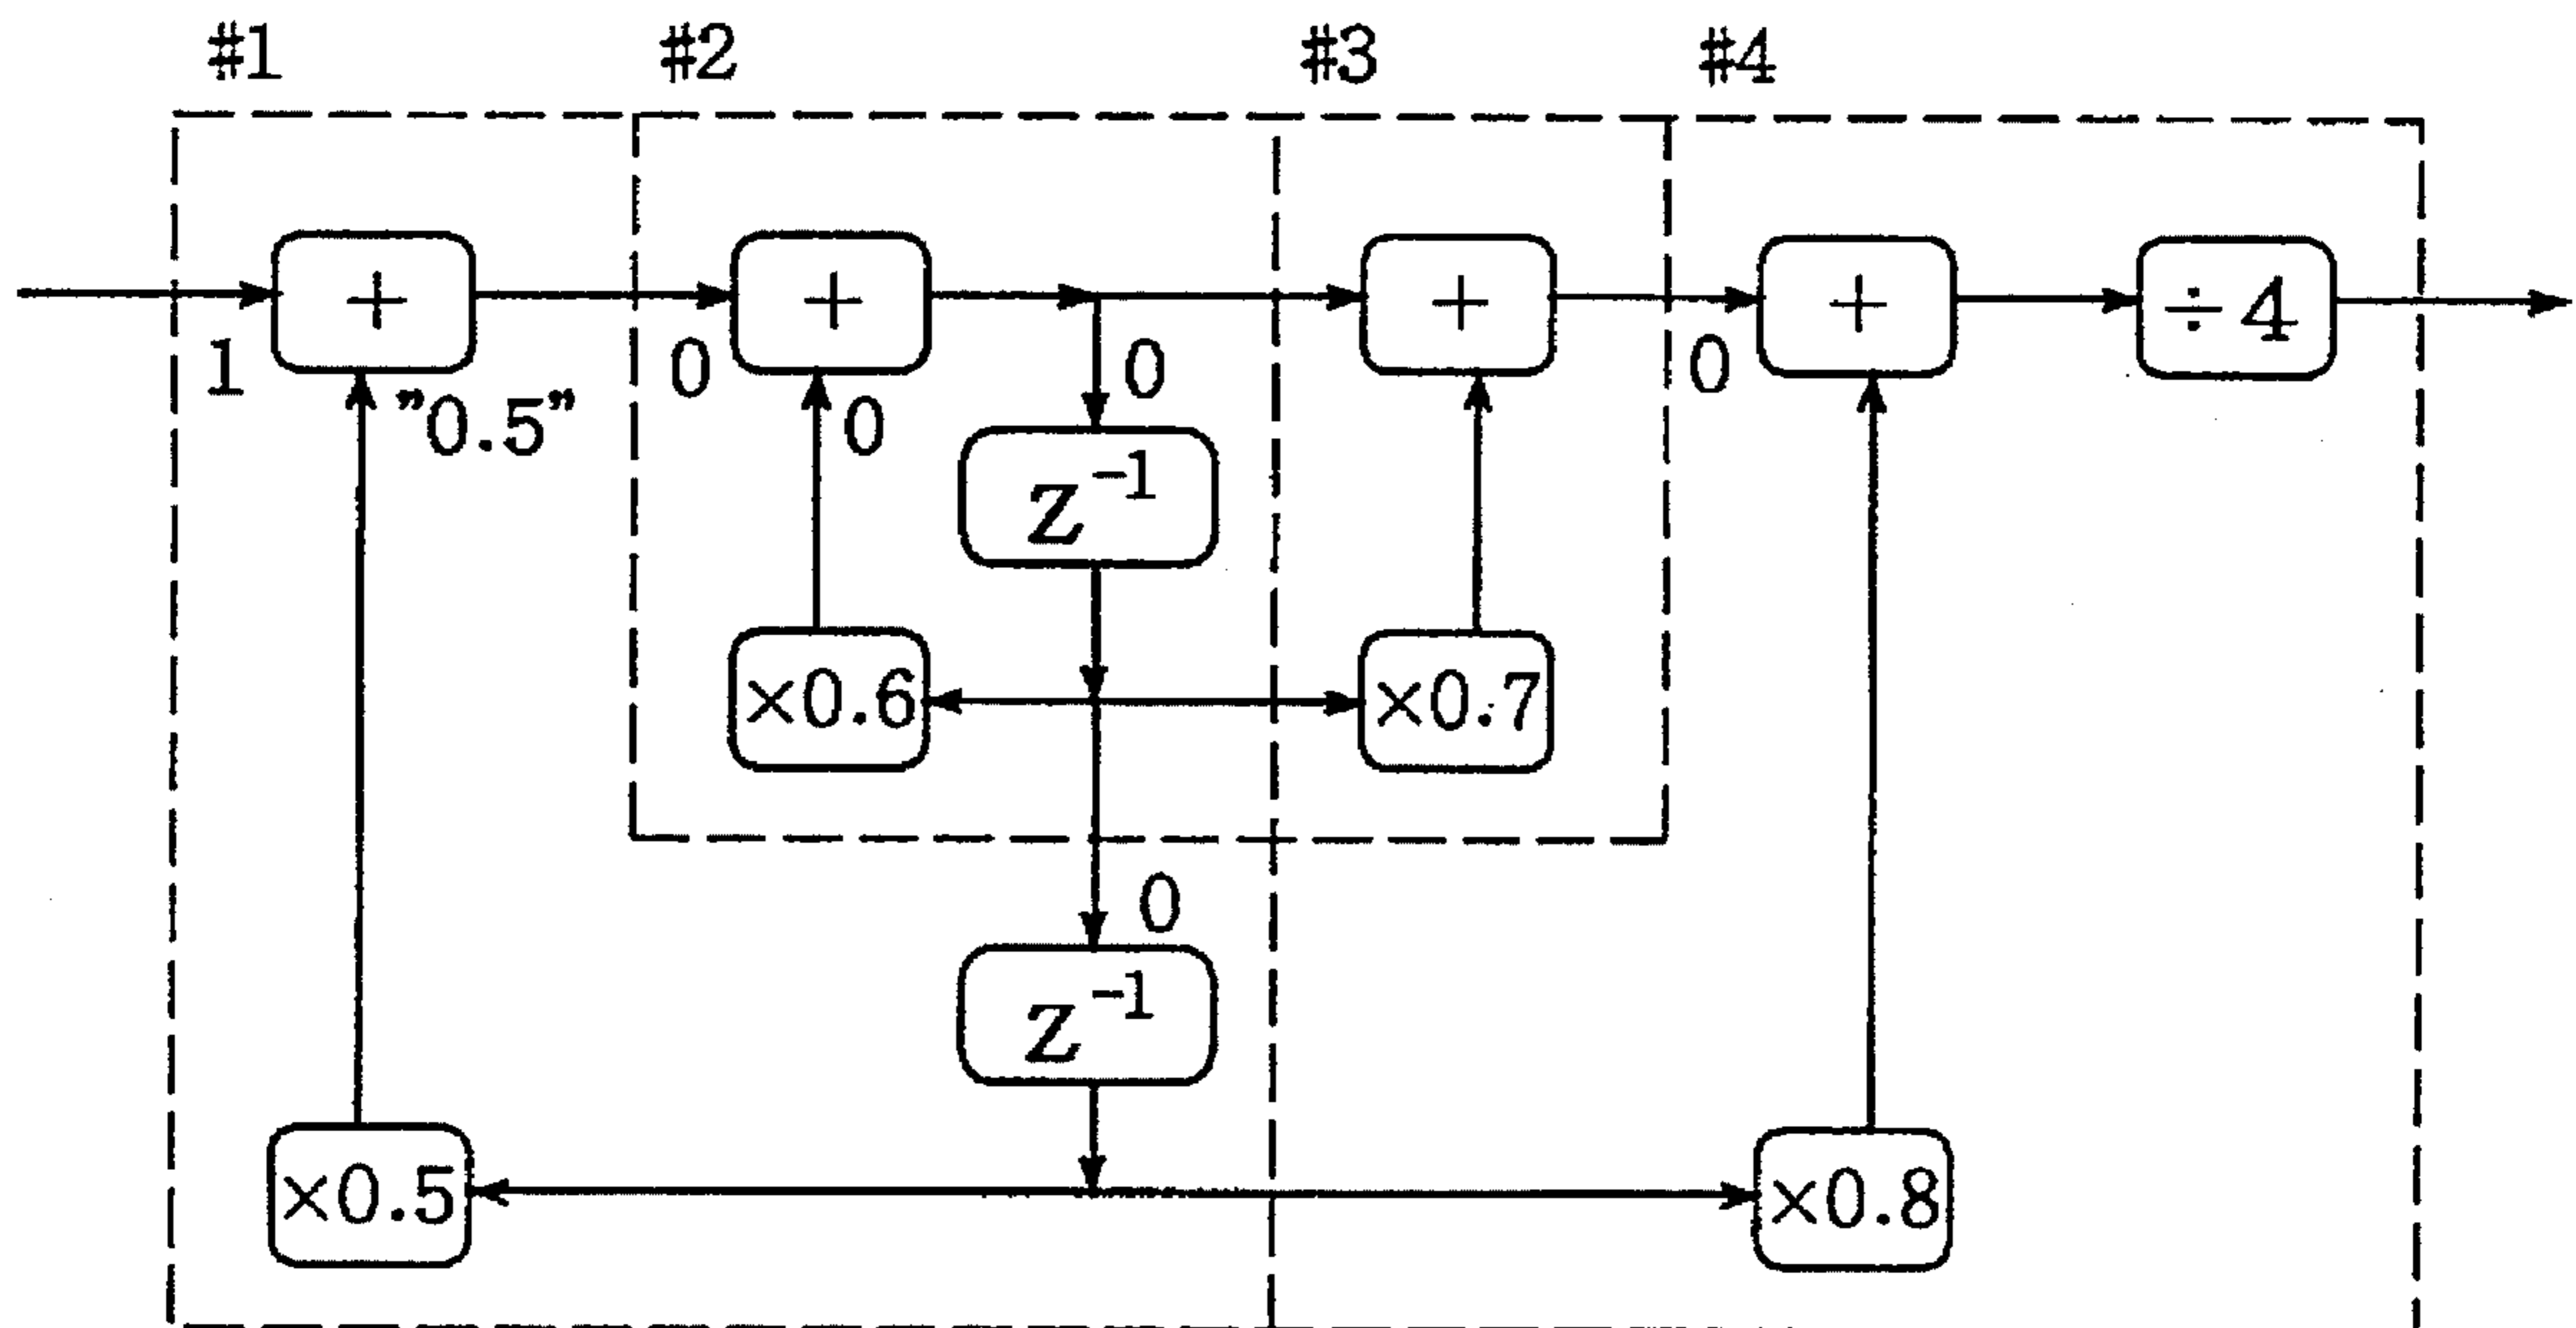 #1 #2 #3 #4
+ + + + ÷4
1 "0.5" 0 0 0 0
z⁻¹
×0.6 ×0.7
0
z⁻¹
×0.5 ×0.8